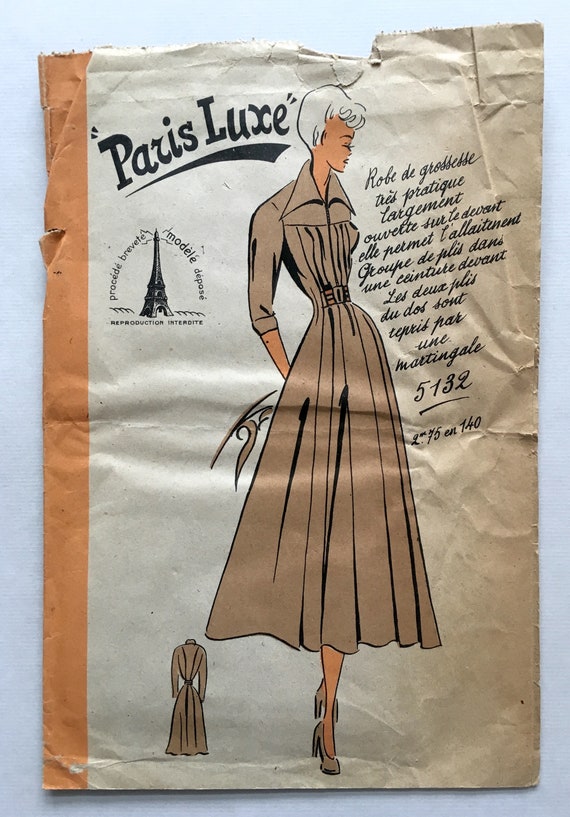 "Paris Luxe"
procédé breveté modèle déposé
REPRODUCTION INTERDITE
Robe de grossesse
très pratique
largement
ouverte sur le devant
elle permet l'allaitement
Groupe de plis dans
une ceinture devant
Les deux plis
du dos sont
repris par
une
martingale
5132
2m75 en 140